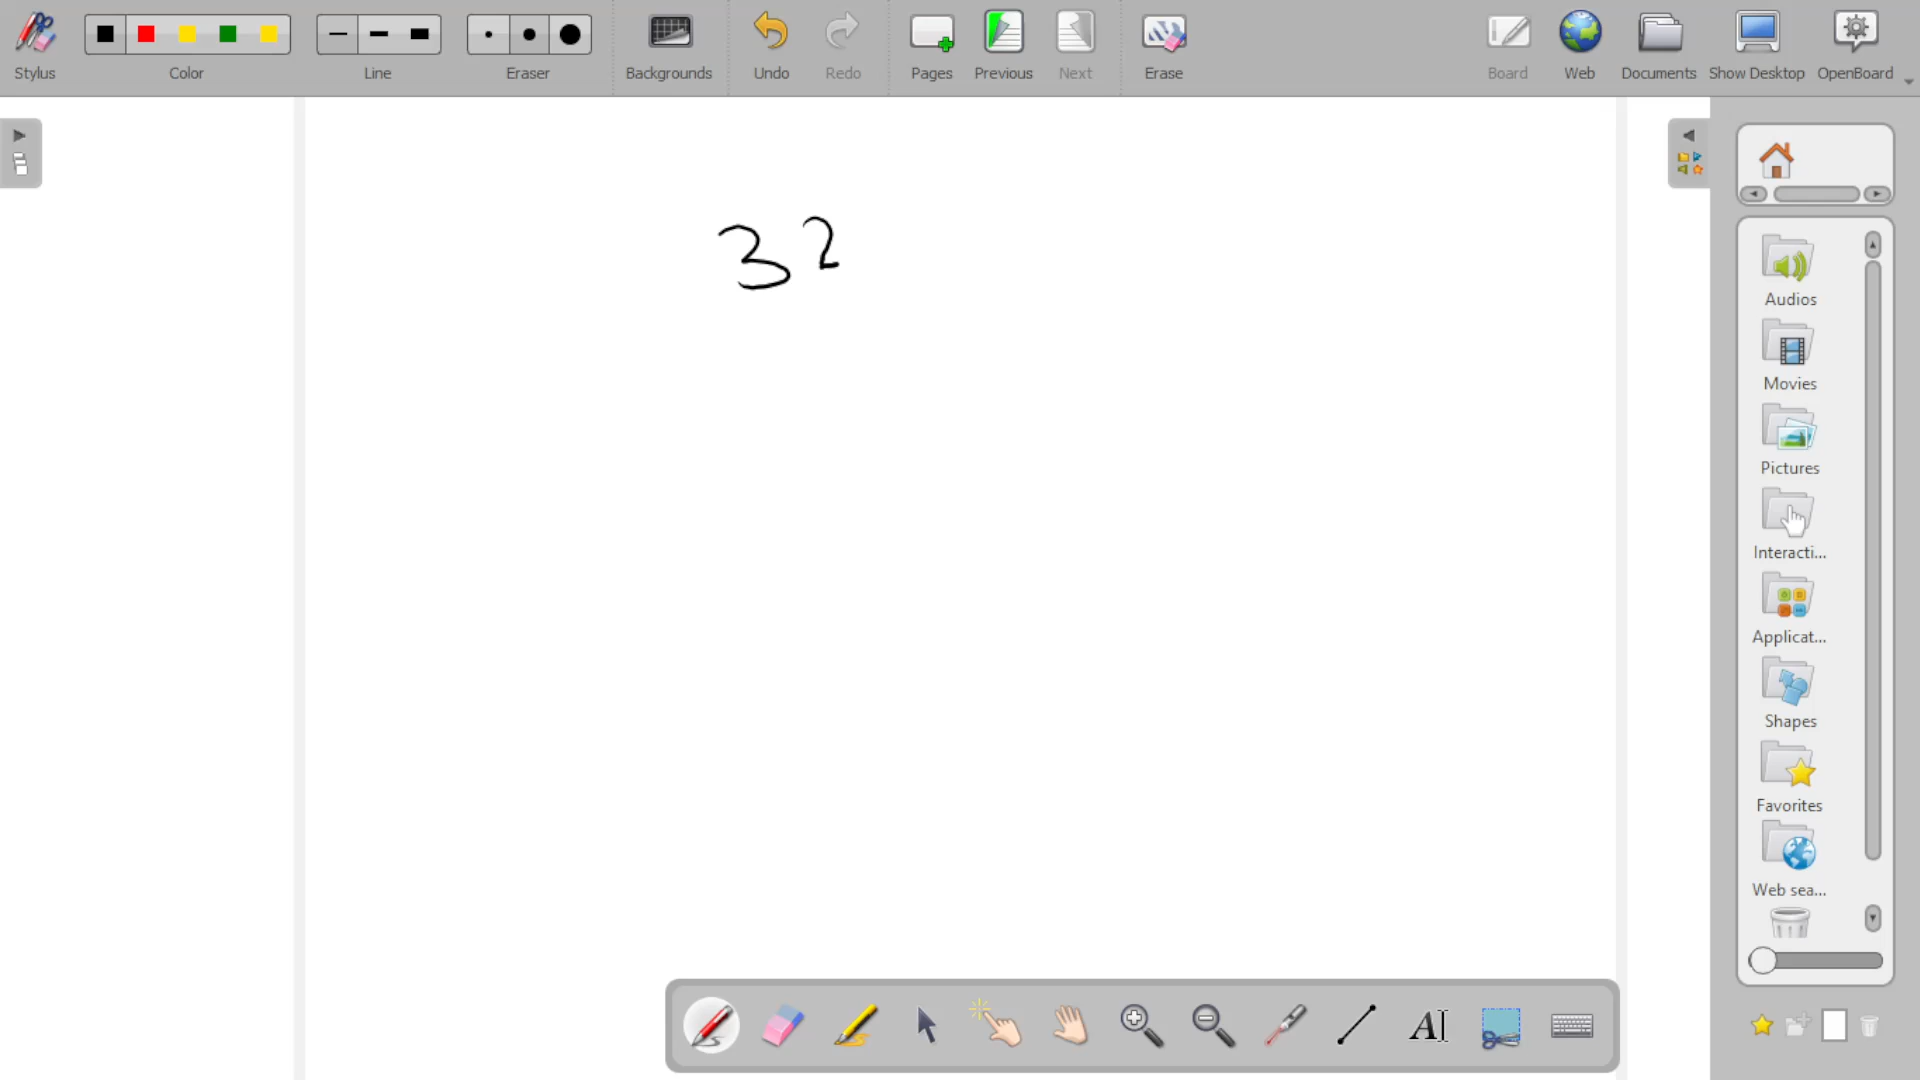 Stylus
Color
Line
Eraser
Backgrounds
Undo
Redo
Pages
Previous
Next
Erase
Board
Web
Documents
Show Desktop
OpenBoard
32
Audios
Movies
Pictures
Interacti...
Applicat...
Shapes
Favorites
Web sea...